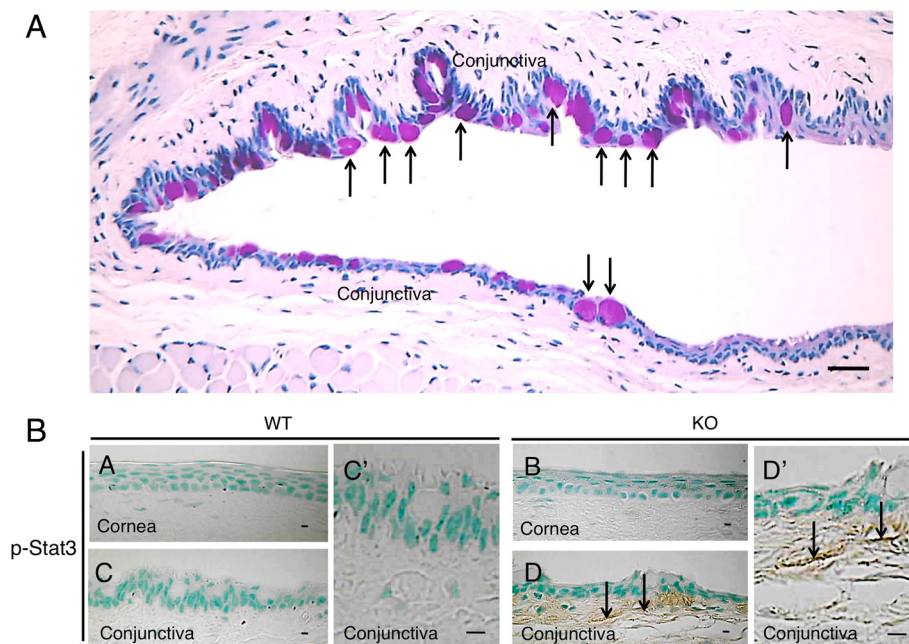 A
Conjunctiva
Conjunctiva
B
WT
KO
p-Stat3
A
Cornea
C'
B
Cornea
D'
C
Conjunctiva
D
Conjunctiva
Conjunctiva
Conjunctiva